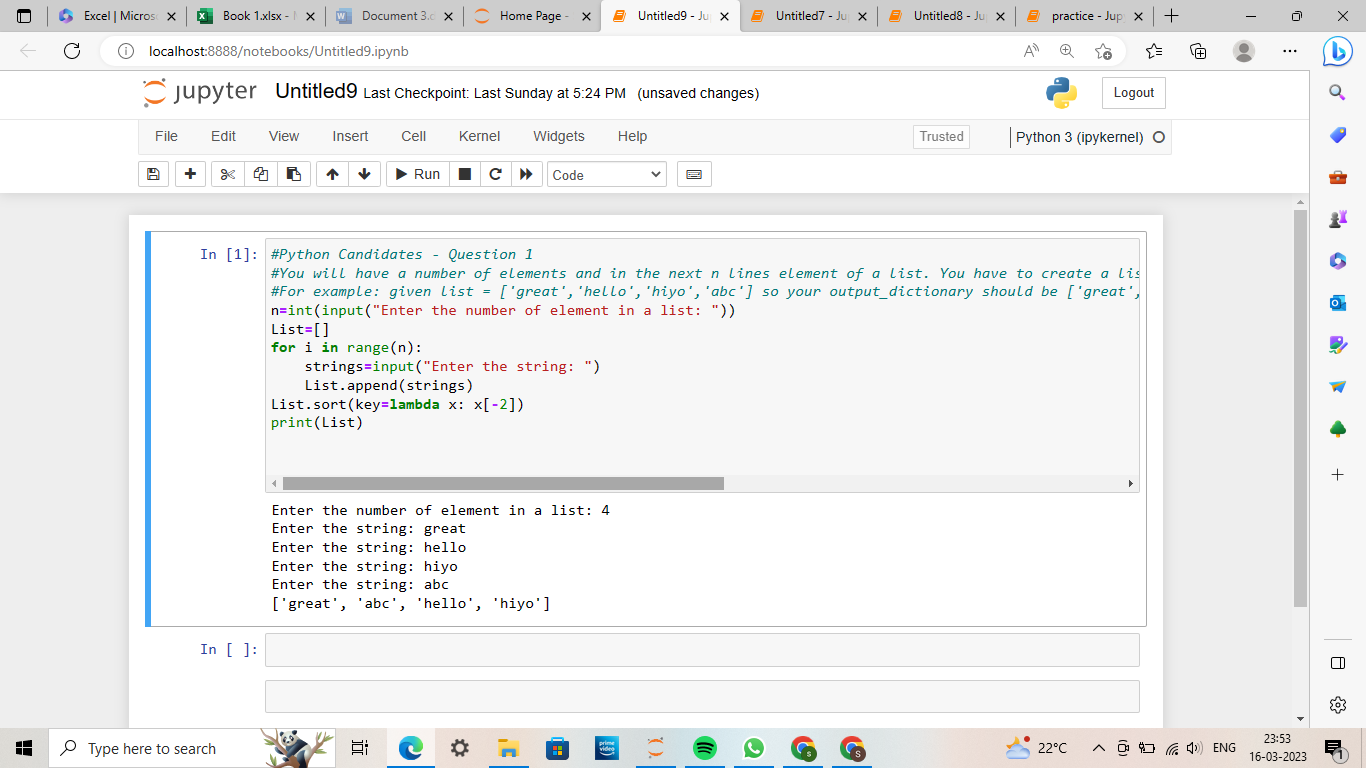 Excel | Micros
Book 1.xlsx - M
Document 3.c
Home Page -
Untitled9 - Ju
Untitled7 - Ju
Untitled8 - Ju
practice - Jup
localhost:8888/notebooks/Untitled9.ipynb
jupyter Untitled9 Last Checkpoint: Last Sunday at 5:24 PM (unsaved changes)
Logout
File Edit View Insert Cell Kernel Widgets Help
Trusted
Python 3 (ipykernel)
Run
Code
In [1]:
#Python Candidates - Question 1
#You will have a number of elements and in the next n lines element of a list. You have to create a lis
#For example: given list = ['great','hello','hiyo','abc'] so your output_dictionary should be ['great',
n=int(input("Enter the number of element in a list: "))
List=[]
for i in range(n):
    strings=input("Enter the string: ")
    List.append(strings)
List.sort(key=lambda x: x[-2])
print(List)
Enter the number of element in a list: 4
Enter the string: great
Enter the string: hello
Enter the string: hiyo
Enter the string: abc
['great', 'abc', 'hello', 'hiyo']
In [ ]:
Type here to search
prime video
22°C
ENG
23:53
16-03-2023
1